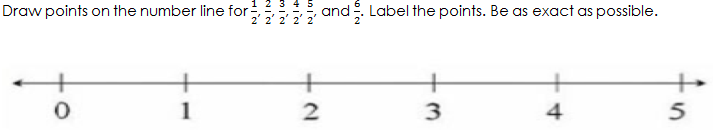 Draw points on the number line for 1/2, 2/2, 3/2, 4/2, 5/2, and 6/2. Label the points. Be as exact as possible.
0 1 2 3 4 5